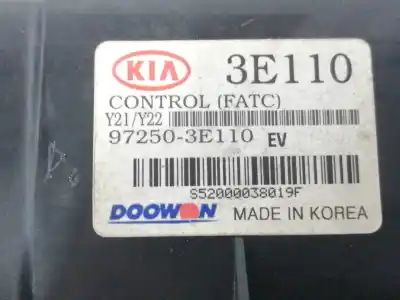 KIA 3E110
CONTROL (FATC)
Y21/Y22
97250-3E110 EV
S52000038019F
DOOWON MADE IN KOREA